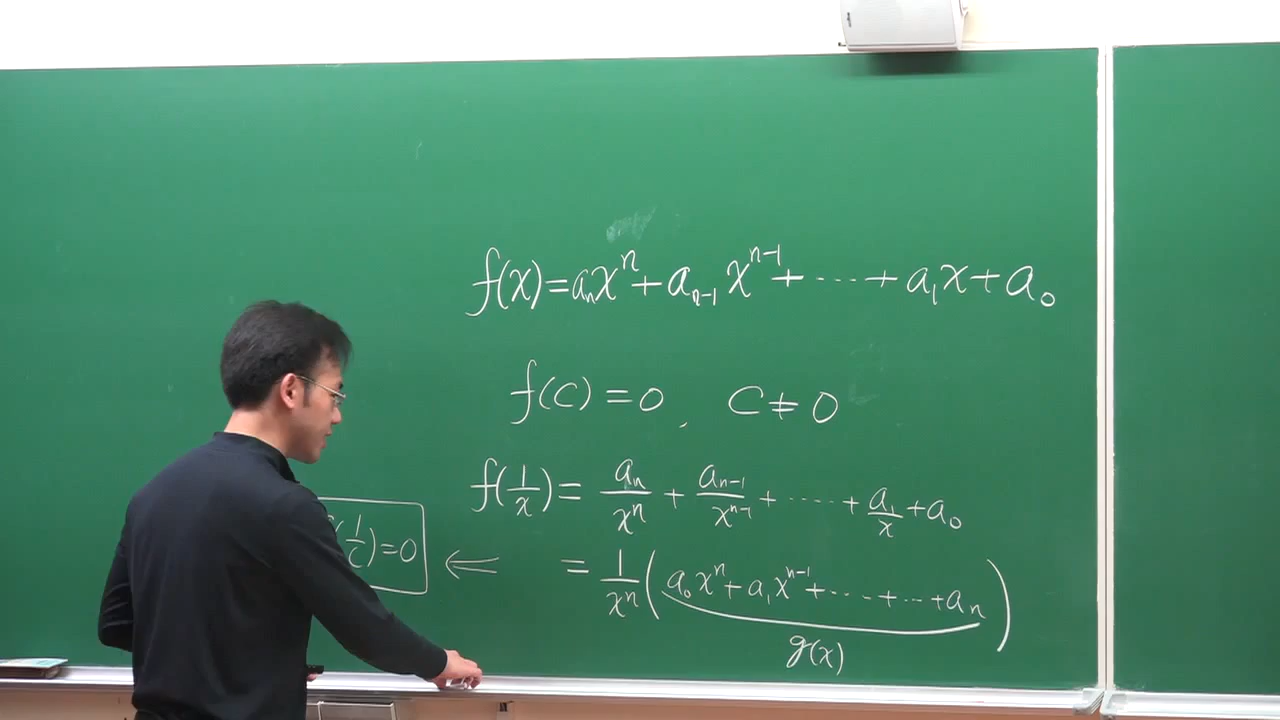 f(x)=aₙxⁿ+aₙ₋₁xⁿ⁻¹+⋯⋯+a₁x+a₀
f(c)=0, c≠0
f(1/x)=aₙ/xⁿ+aₙ₋₁/xⁿ⁻¹+⋯⋯+a₁/x+a₀
(1/c)=0 ⇐ =1/xⁿ(a₀xⁿ+a₁xⁿ⁻¹+⋯+⋯+aₙ)
g(x)